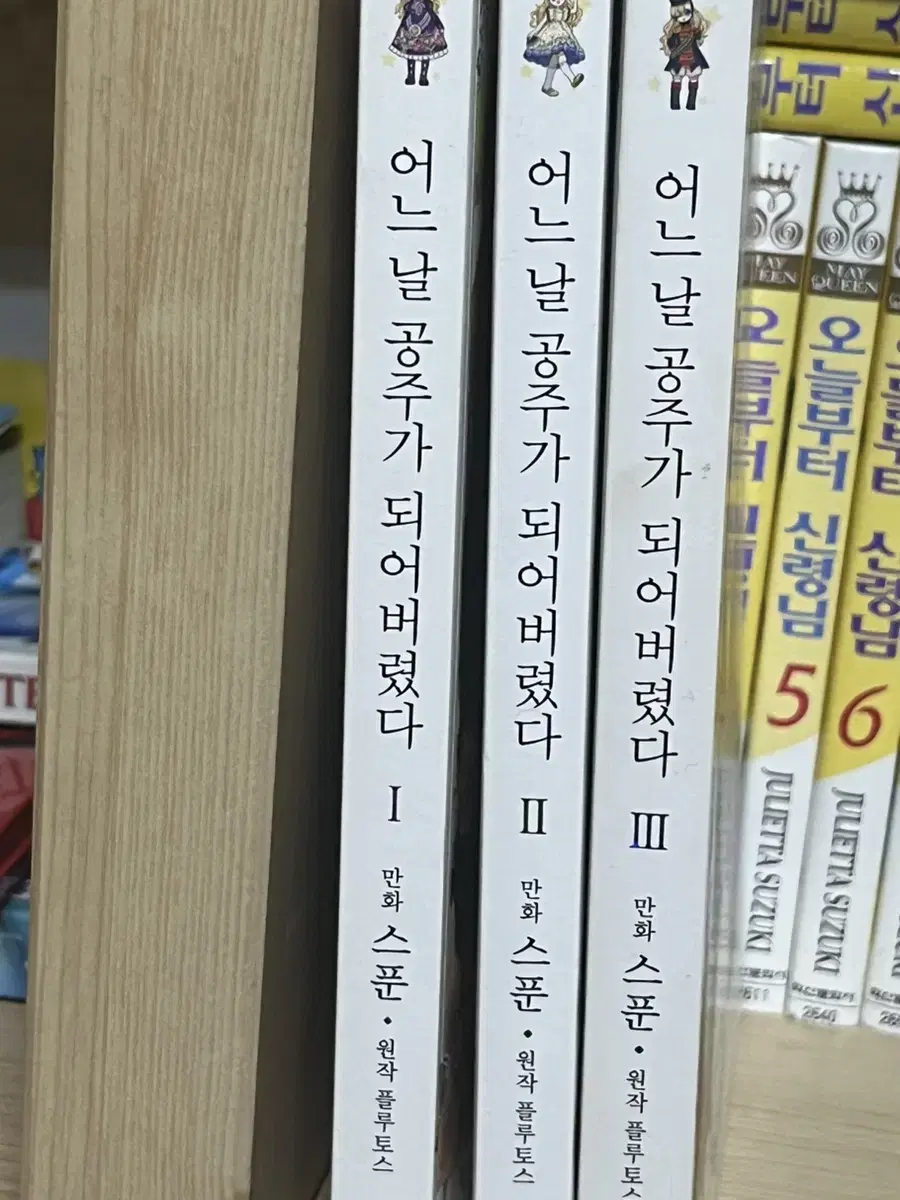 어느 날 공주가 되어버렸다 I
만화 스푼 · 원작 플루토스
어느 날 공주가 되어버렸다 II
만화 스푼 · 원작 플루토스
어느 날 공주가 되어버렸다 III
만화 스푼 · 원작 플루토스
MAY
QUEEN
오늘부터 신령님 5
JULIETTA SUZUKI
오늘부터 신령님 6
JULIETTA SUZUKI